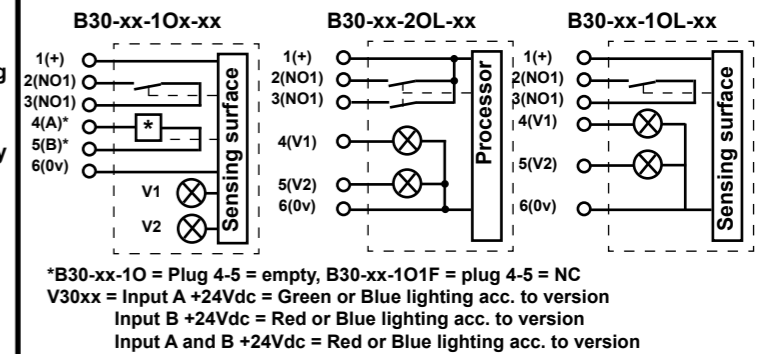 B30-xx-1Ox-xx
1(+)
2(NO1)
3(NO1)
4(A)*
*
5(B)*
6(0v)
V1
V2
Sensing surface
B30-xx-2OL-xx
1(+)
2(NO1)
3(NO1)
4(V1)
5(V2)
6(0v)
Processor
B30-xx-1OL-xx
1(+)
2(NO1)
3(NO1)
4(V1)
5(V2)
6(0v)
Sensing surface
*B30-xx-1O = Plug 4-5 = empty, B30-xx-1O1F = plug 4-5 = NC
V30xx = Input A +24Vdc = Green or Blue lighting acc. to version
Input B +24Vdc = Red or Blue lighting acc. to version
Input A and B +24Vdc = Red or Blue lighting acc. to version